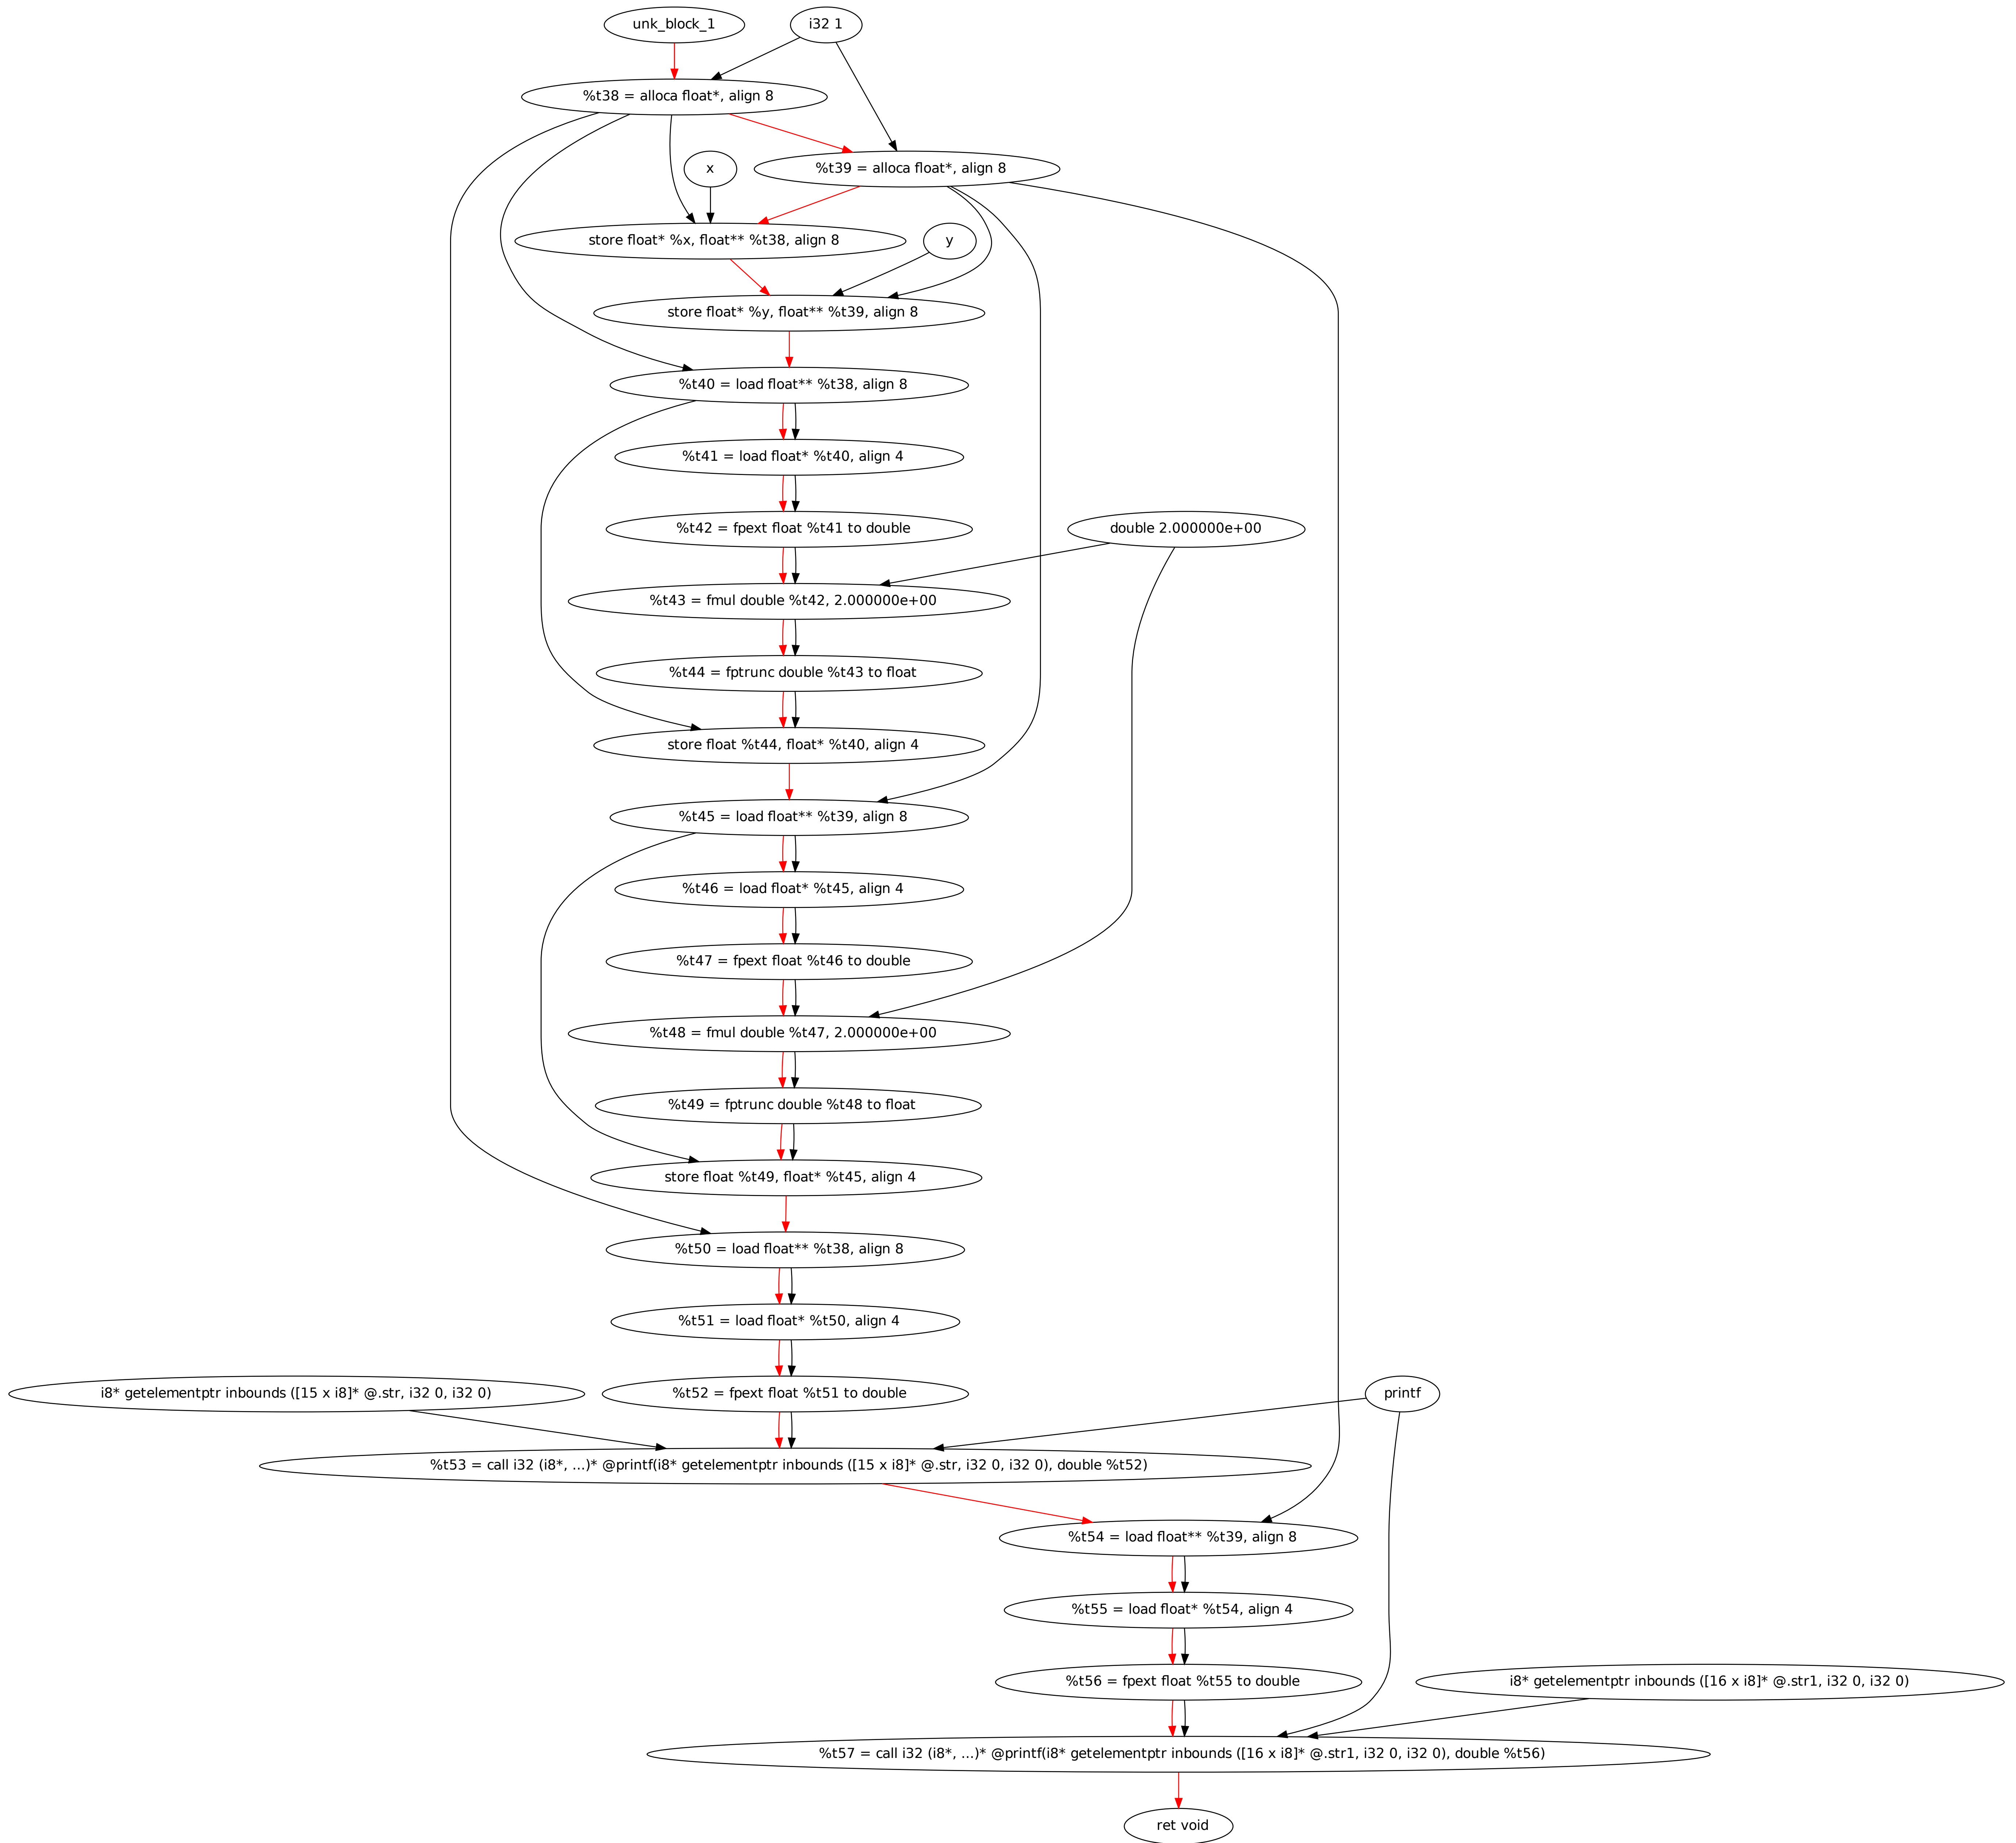 unk_block_1
i32 1
%t38 = alloca float*, align 8
x
%t39 = alloca float*, align 8
store float* %x, float** %t38, align 8
y
store float* %y, float** %t39, align 8
%t40 = load float** %t38, align 8
%t41 = load float* %t40, align 4
%t42 = fpext float %t41 to double
double 2.000000e+00
%t43 = fmul double %t42, 2.000000e+00
%t44 = fptrunc double %t43 to float
store float %t44, float* %t40, align 4
%t45 = load float** %t39, align 8
%t46 = load float* %t45, align 4
%t47 = fpext float %t46 to double
%t48 = fmul double %t47, 2.000000e+00
%t49 = fptrunc double %t48 to float
store float %t49, float* %t45, align 4
%t50 = load float** %t38, align 8
%t51 = load float* %t50, align 4
i8* getelementptr inbounds ([15 x i8]* @.str, i32 0, i32 0)
%t52 = fpext float %t51 to double
printf
%t53 = call i32 (i8*, ...)* @printf(i8* getelementptr inbounds ([15 x i8]* @.str, i32 0, i32 0), double %t52)
%t54 = load float** %t39, align 8
%t55 = load float* %t54, align 4
%t56 = fpext float %t55 to double
i8* getelementptr inbounds ([16 x i8]* @.str1, i32 0, i32 0)
%t57 = call i32 (i8*, ...)* @printf(i8* getelementptr inbounds ([16 x i8]* @.str1, i32 0, i32 0), double %t56)
ret void